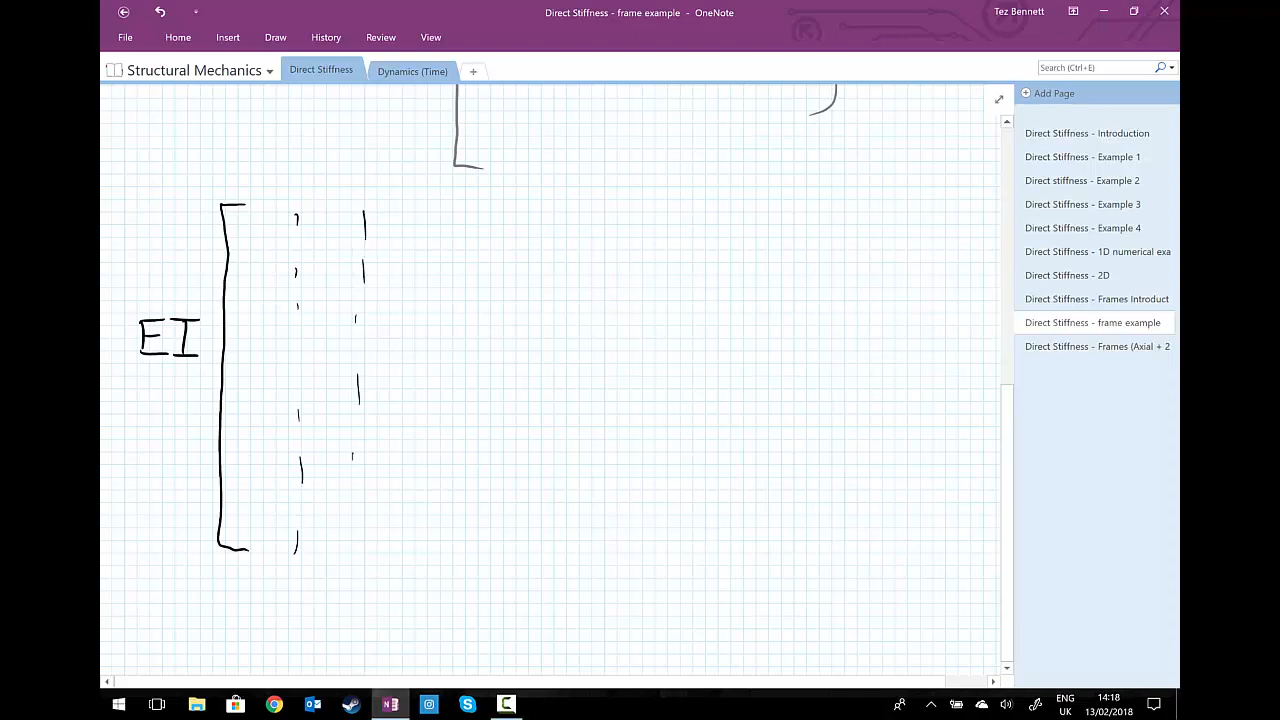 Direct Stiffness - frame example - OneNote
Tez Bennett
File Home Insert Draw History Review View
Structural Mechanics
Direct Stiffness
Dynamics (Time)
Search (Ctrl+E)
Add Page
Direct Stiffness - Introduction
Direct Stiffness - Example 1
Direct stiffness - Example 2
Direct Stiffness - Example 3
Direct Stiffness - Example 4
Direct Stiffness - 1D numerical exa
Direct Stiffness - 2D
Direct Stiffness - Frames Introduct
Direct Stiffness - frame example
Direct Stiffness - Frames (Axial + 2
EI
ENG
UK
14:18
13/02/2018